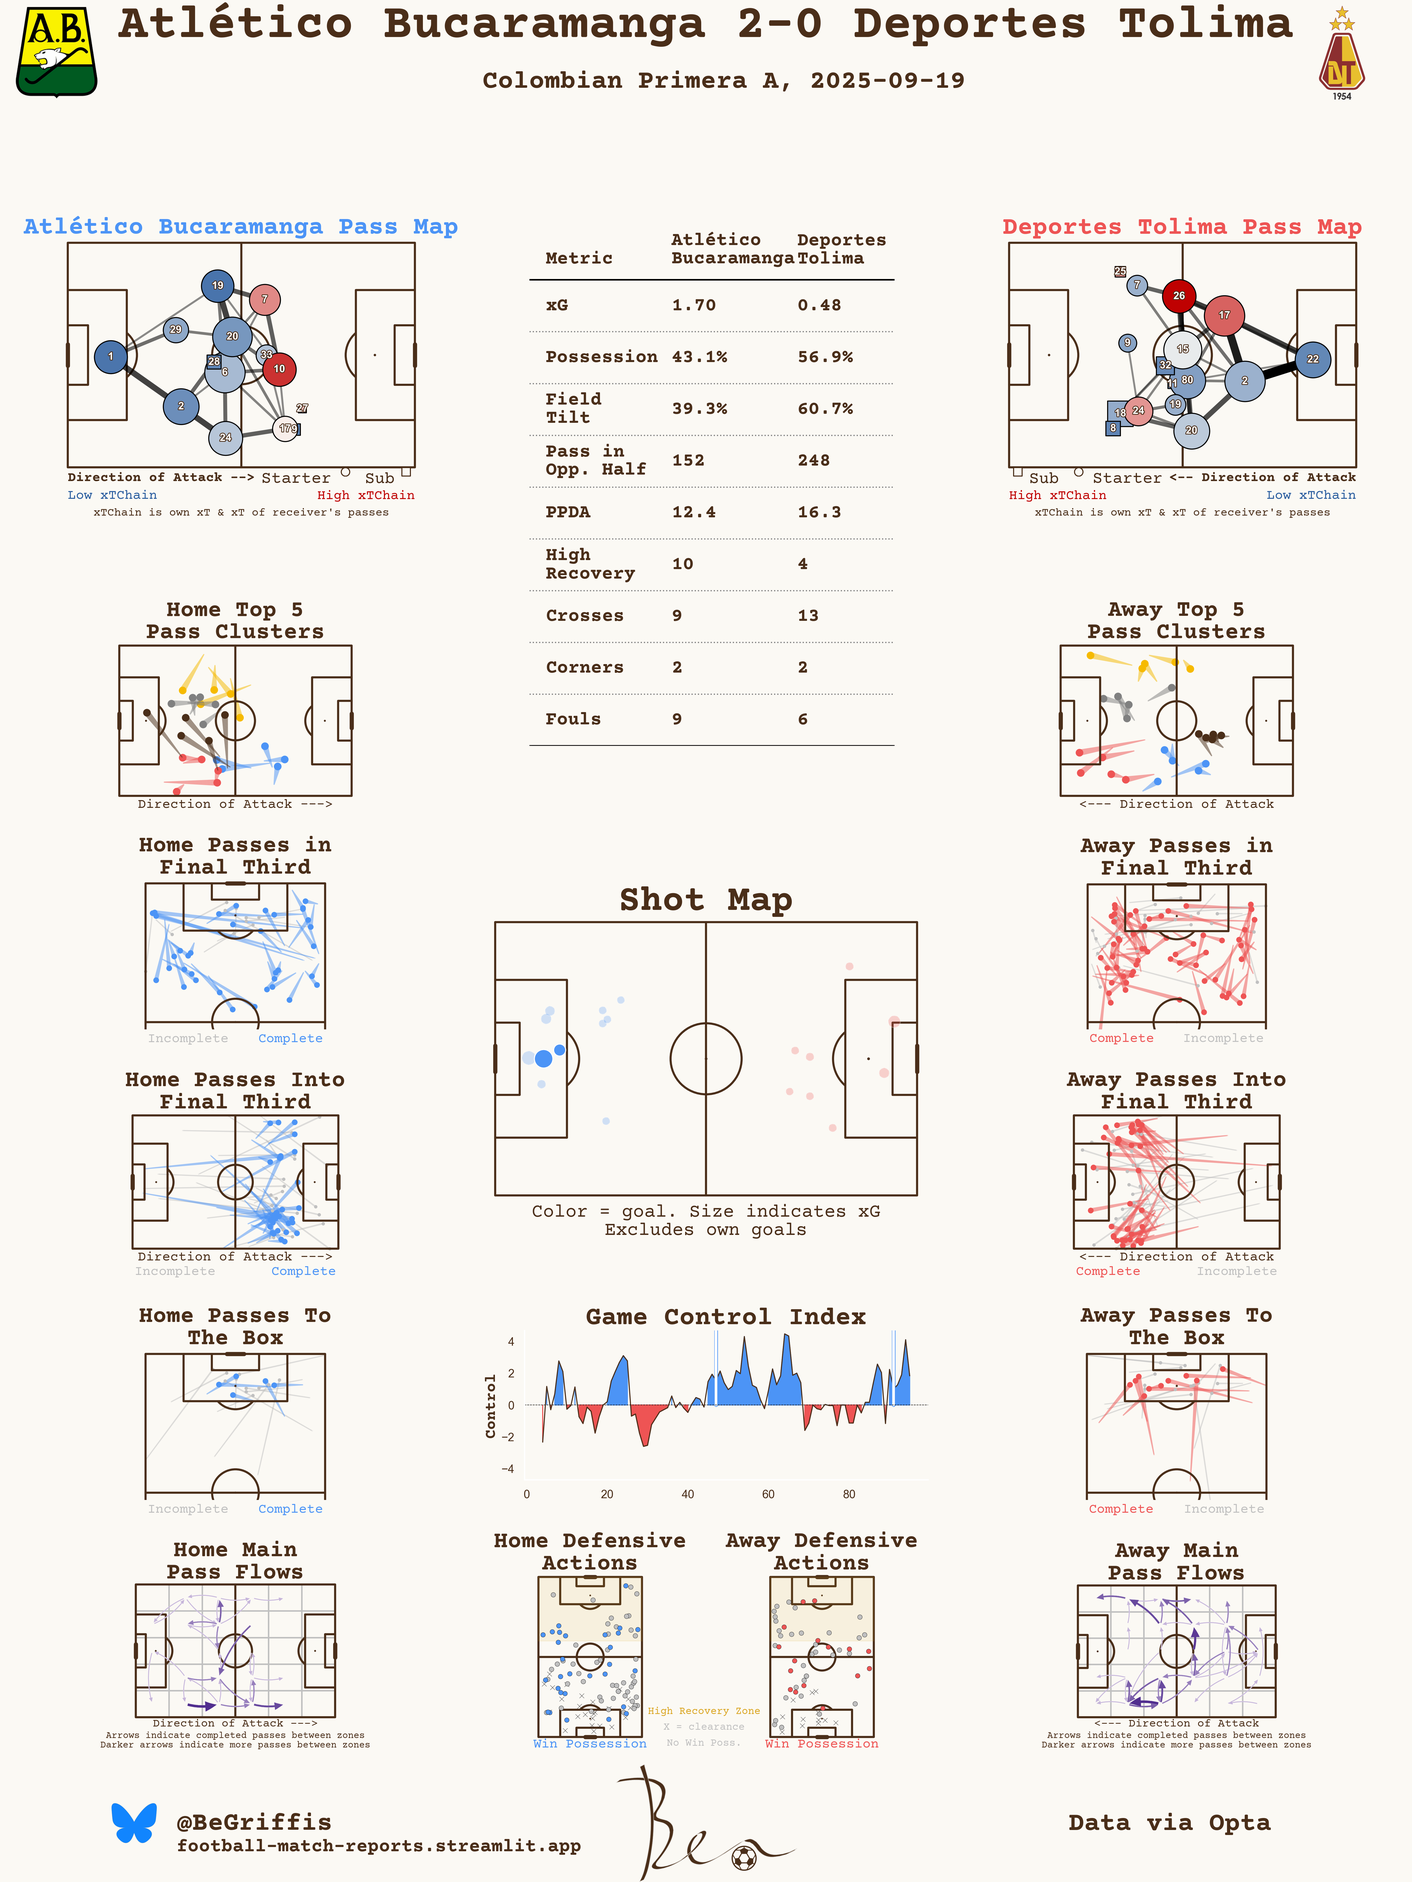 Atlético Bucaramanga 2-0 Deportes Tolima
Colombian Primera A, 2025-09-19
A.B.
DT
1954
Atlético Bucaramanga Pass Map
19
7
29
20
1
28
33
6
10
2
27
24
17
9
Direction of Attack --> Starter Sub
Low xTChain High xTChain
xTChain is own xT & xT of receiver's passes
Metric Atlético Bucaramanga Deportes Tolima
xG 1.70 0.48
Possession 43.1% 56.9%
Field Tilt 39.3% 60.7%
Pass in Opp. Half 152 248
PPDA 12.4 16.3
High Recovery 10 4
Crosses 9 13
Corners 2 2
Fouls 9 6
Deportes Tolima Pass Map
25
7
26
17
9
15
22
32
11
80
2
18
24
19
8
20
Sub Starter <-- Direction of Attack
High xTChain Low xTChain
xTChain is own xT & xT of receiver's passes
Home Top 5
Pass Clusters
Direction of Attack --->
Away Top 5
Pass Clusters
<--- Direction of Attack
Home Passes in
Final Third
Incomplete Complete
Shot Map
Color = goal. Size indicates xG
Excludes own goals
Away Passes in
Final Third
Complete Incomplete
Home Passes Into
Final Third
Direction of Attack --->
Incomplete Complete
Away Passes Into
Final Third
<--- Direction of Attack
Complete Incomplete
Home Passes To
The Box
Incomplete Complete
Game Control Index
Control
4
2
0
−2
−4
0 20 40 60 80
Away Passes To
The Box
Complete Incomplete
Home Main
Pass Flows
Direction of Attack --->
Arrows indicate completed passes between zones
Darker arrows indicate more passes between zones
Home Defensive
Actions
Win Possession
High Recovery Zone
X = clearance
No Win Poss.
Away Defensive
Actions
Win Possession
Away Main
Pass Flows
<--- Direction of Attack
Arrows indicate completed passes between zones
Darker arrows indicate more passes between zones
@BeGriffis
football-match-reports.streamlit.app
Ben
Data via Opta